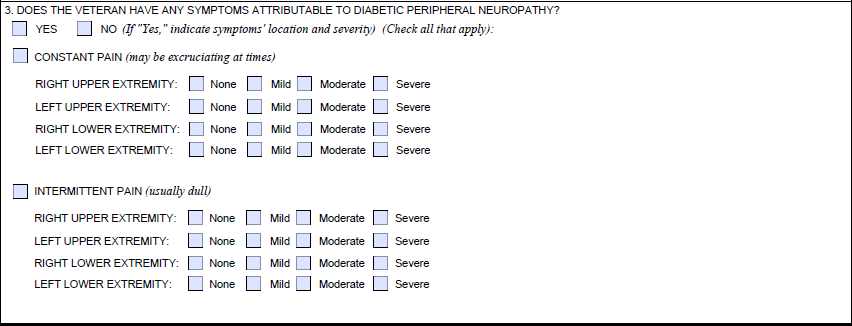 3. DOES THE VETERAN HAVE ANY SYMPTOMS ATTRIBUTABLE TO DIABETIC PERIPHERAL NEUROPATHY?
YES NO (If "Yes," indicate symptoms' location and severity) (Check all that apply):
CONSTANT PAIN (may be excruciating at times)
RIGHT UPPER EXTREMITY: None Mild Moderate Severe
LEFT UPPER EXTREMITY: None Mild Moderate Severe
RIGHT LOWER EXTREMITY: None Mild Moderate Severe
LEFT LOWER EXTREMITY: None Mild Moderate Severe
INTERMITTENT PAIN (usually dull)
RIGHT UPPER EXTREMITY: None Mild Moderate Severe
LEFT UPPER EXTREMITY: None Mild Moderate Severe
RIGHT LOWER EXTREMITY: None Mild Moderate Severe
LEFT LOWER EXTREMITY: None Mild Moderate Severe